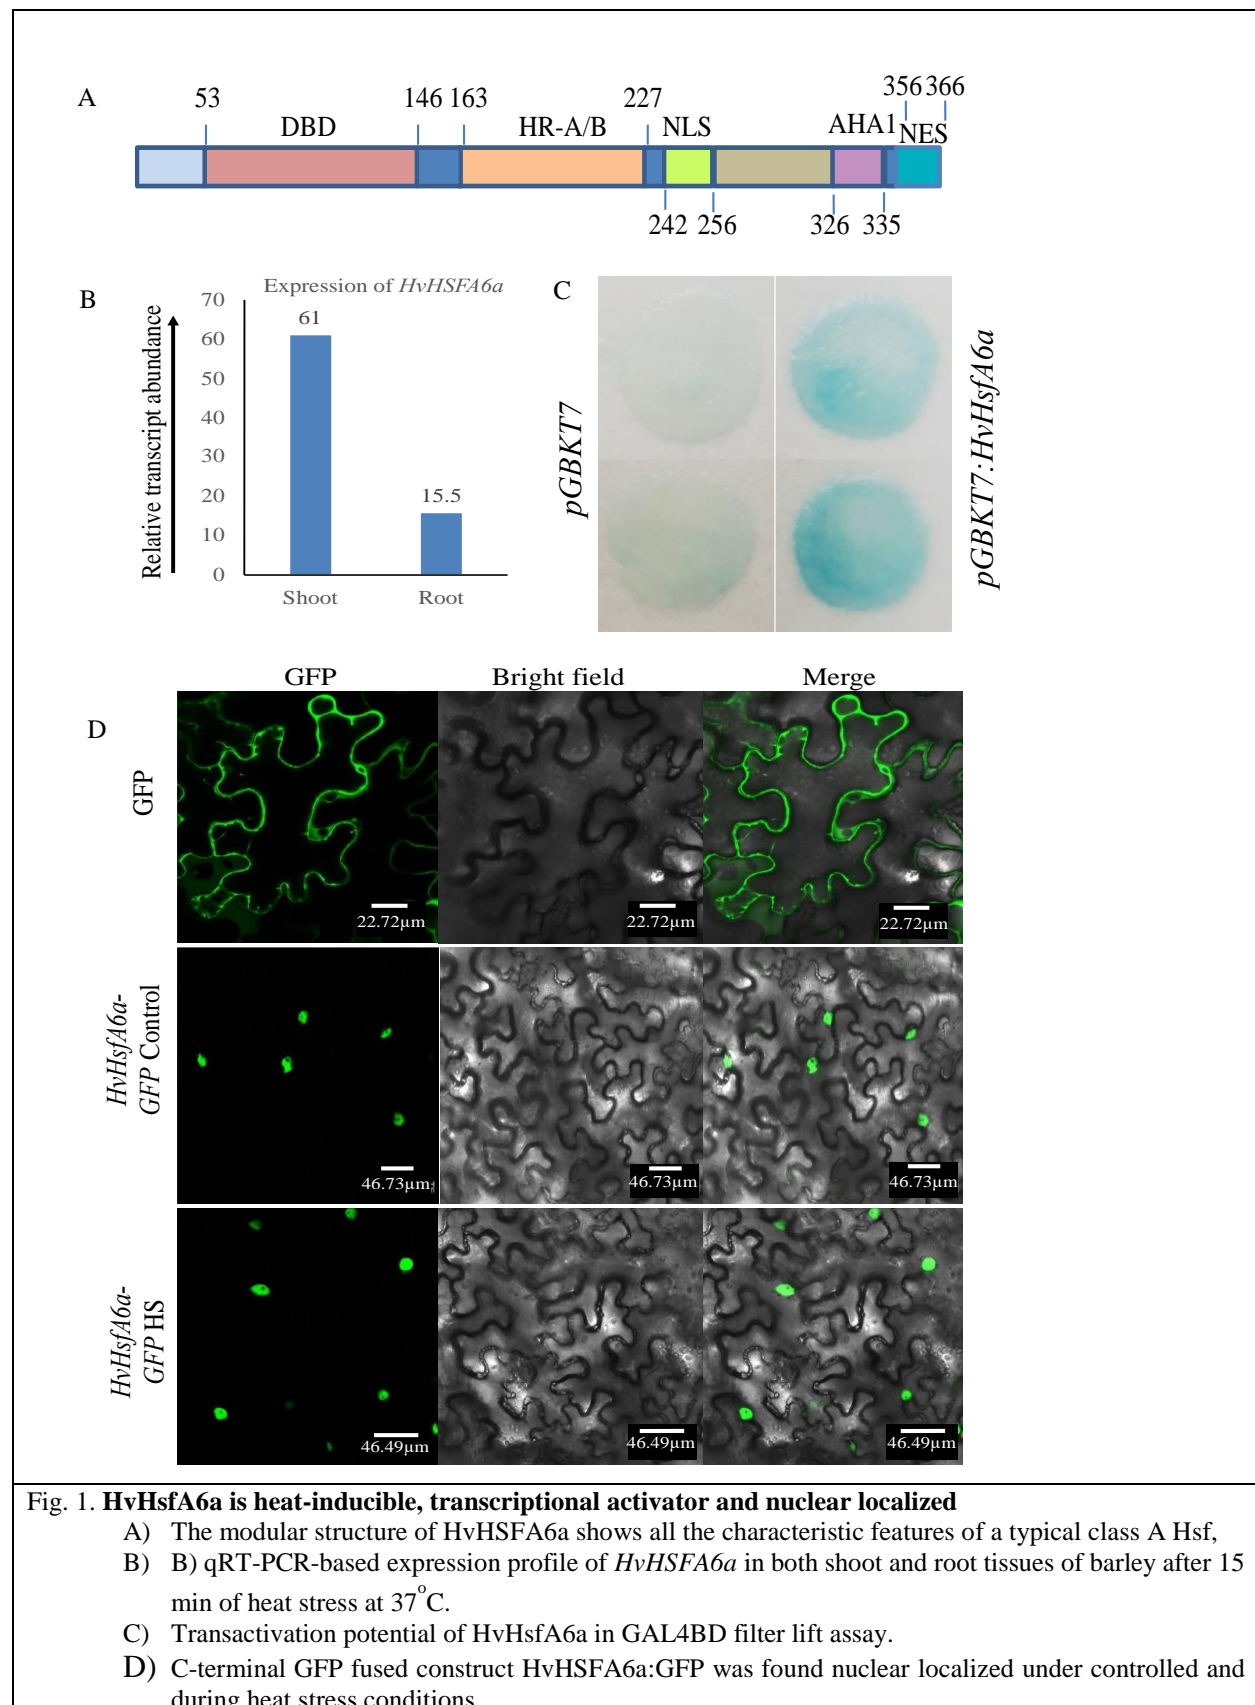 A
53
146 163
227
356 366
DBD
HR-A/B
NLS
AHA1
NES
242 256
326 335
B
Expression of HvHSFA6a
Relative transcript abundance
70
60
50
40
30
20
10
0
61
15.5
Shoot
Root
C
pGBKT7
pGBKT7:HvHsfA6a
D
GFP
Bright field
Merge
GFP
22.72µm
22.72µm
22.72µm
HvHsfA6a-
GFP Control
46.73µm
46.73µm
46.73µm
HvHsfA6a-
GFP HS
46.49µm
46.49µm
46.49µm
Fig. 1. HvHsfA6a is heat-inducible, transcriptional activator and nuclear localized
A) The modular structure of HvHSFA6a shows all the characteristic features of a typical class A Hsf,
B) B) qRT-PCR-based expression profile of HvHSFA6a in both shoot and root tissues of barley after 15
min of heat stress at 37°C.
C) Transactivation potential of HvHsfA6a in GAL4BD filter lift assay.
D) C-terminal GFP fused construct HvHSFA6a:GFP was found nuclear localized under controlled and
during heat stress conditions